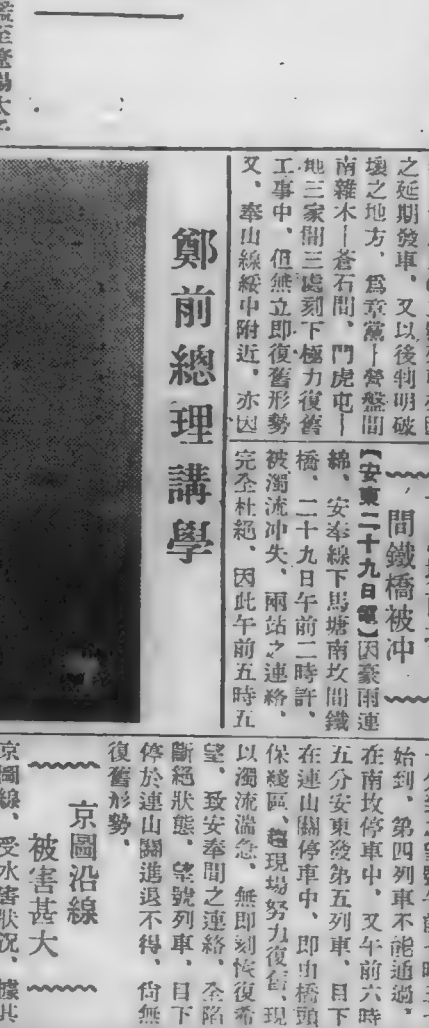 之延期發車、又以後判明破
壞之地方、爲章黨―營盤間
南雜木―蒼石間、鬥虎屯―
地三家間三處刻下極力復舊
工事中、但無立即復舊形勢
又、奉山線綏中附近、亦因
鄭前總理講學
間鐵橋被冲
【安東二十九日電】因豪雨連
綿、安奉線下馬塘南坟間鐵
橋、二十九日午前二時許、
被濁流冲失、兩站之連絡、
完全杜絕、因此午前五時五
始到、第四列車不能通過、
在南坟停車中、又午前六時
五分安東發第五列車、目下
在連山關停車中、即由橋頭
保綫區、趨現場努力復舊、現
以濁流湍急、無即刻恢復希
望、致安奉間之連絡、全陷
斷絕狀態、望號列車、目下
停於連山關進退不得、尙無
復舊形勢、
京圖沿線
被害甚大
京圖線、受水害狀況、據其